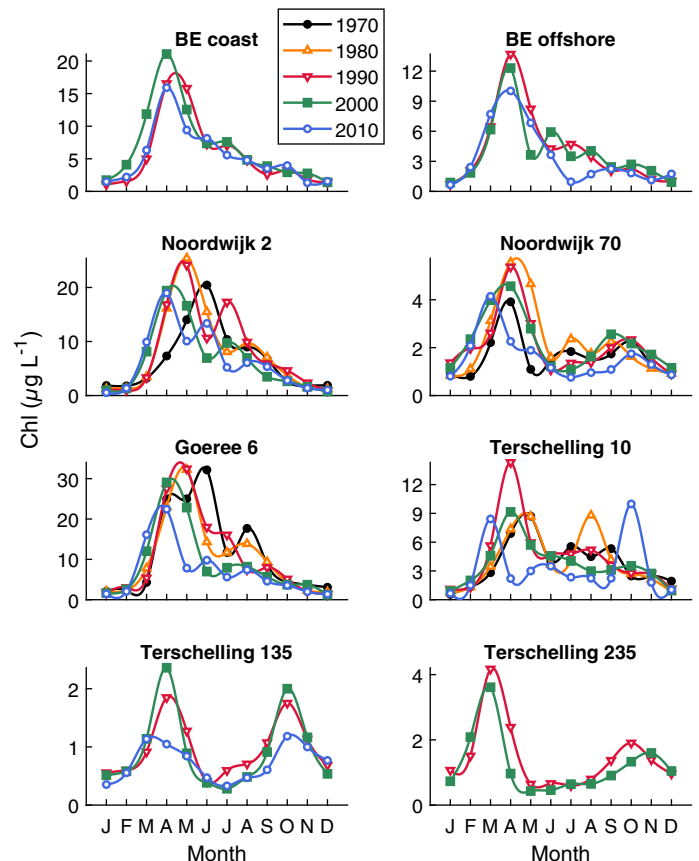 BE coast
BE offshore
1970
1980
1990
2000
2010
20
15
10
5
0
12
9
6
3
0
Noordwijk 2
Noordwijk 70
20
10
0
4
2
0
Chl (µg L⁻¹)
Goeree 6
Terschelling 10
30
20
10
0
12
9
6
3
0
Terschelling 135
Terschelling 235
2
1
0
4
2
0
J F M A M J J A S O N D
J F M A M J J A S O N D
Month
Month